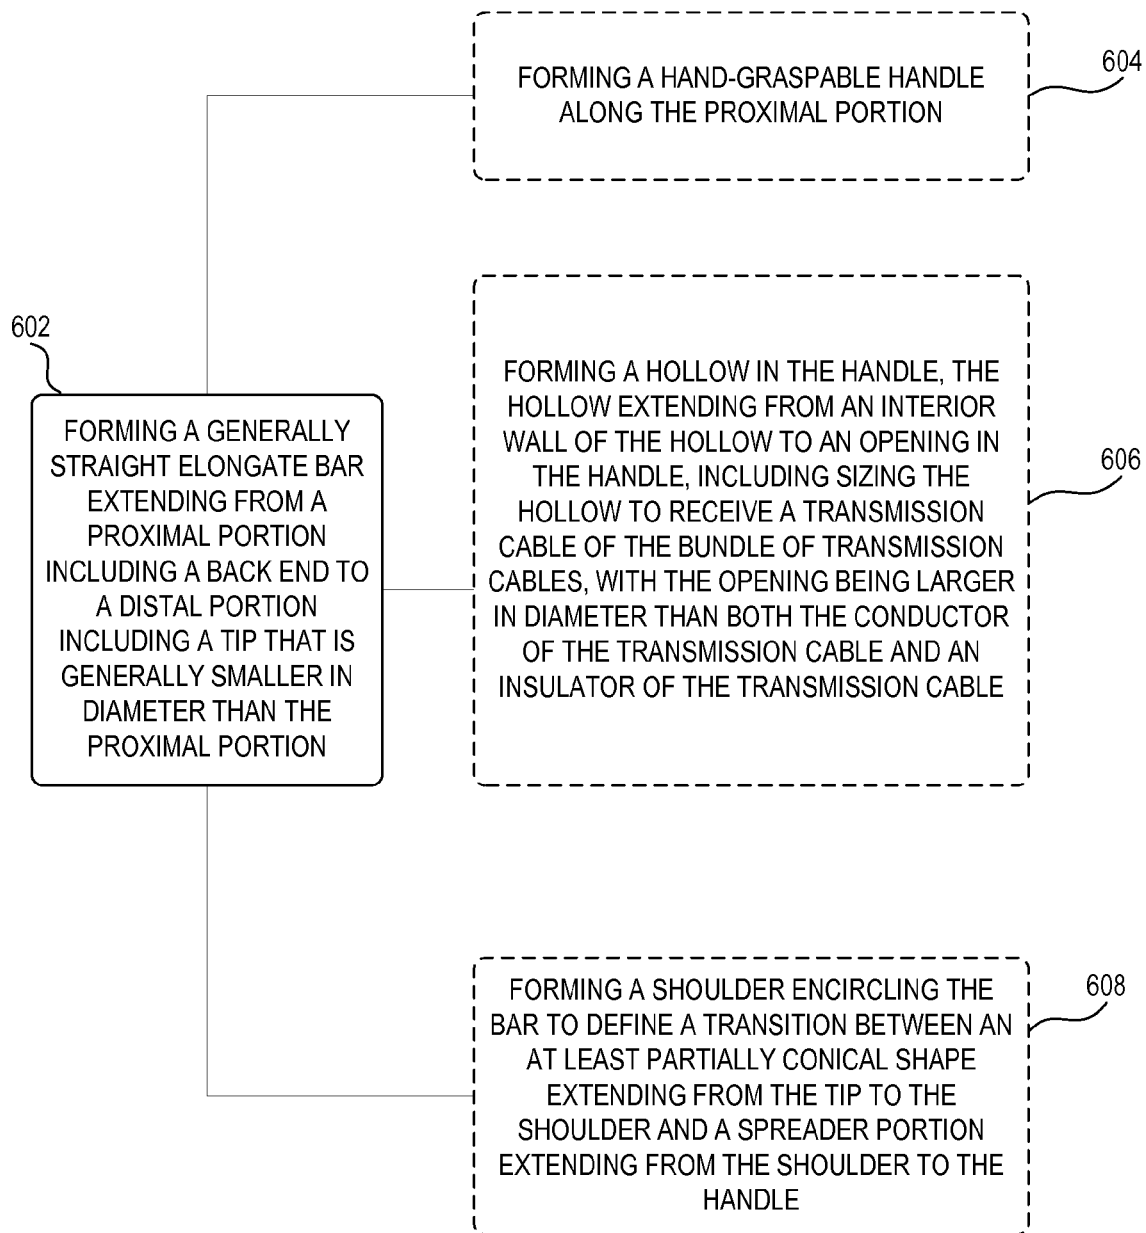 FORMING A HAND-GRASPABLE HANDLE
ALONG THE PROXIMAL PORTION
604
602
FORMING A GENERALLY
STRAIGHT ELONGATE BAR
EXTENDING FROM A
PROXIMAL PORTION
INCLUDING A BACK END TO
A DISTAL PORTION
INCLUDING A TIP THAT IS
GENERALLY SMALLER IN
DIAMETER THAN THE
PROXIMAL PORTION
FORMING A HOLLOW IN THE HANDLE, THE
HOLLOW EXTENDING FROM AN INTERIOR
WALL OF THE HOLLOW TO AN OPENING IN
THE HANDLE, INCLUDING SIZING THE
HOLLOW TO RECEIVE A TRANSMISSION
CABLE OF THE BUNDLE OF TRANSMISSION
CABLES, WITH THE OPENING BEING LARGER
IN DIAMETER THAN BOTH THE CONDUCTOR
OF THE TRANSMISSION CABLE AND AN
INSULATOR OF THE TRANSMISSION CABLE
606
FORMING A SHOULDER ENCIRCLING THE
BAR TO DEFINE A TRANSITION BETWEEN AN
AT LEAST PARTIALLY CONICAL SHAPE
EXTENDING FROM THE TIP TO THE
SHOULDER AND A SPREADER PORTION
EXTENDING FROM THE SHOULDER TO THE
HANDLE
608